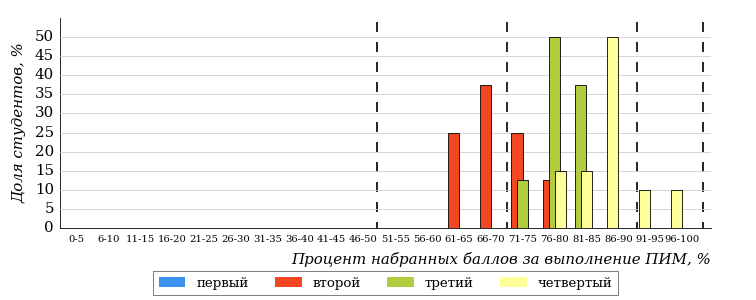 Доля студентов, %
50
45
40
35
30
25
20
15
10
5
0
0-5 6-10 11-15 16-20 21-25 26-30 31-35 36-40 41-45 46-50 51-55 56-60 61-65 66-70 71-75 76-80 81-85 86-90 91-95 96-100
Процент набранных баллов за выполнение ПИМ, %
первый второй третий четвертый